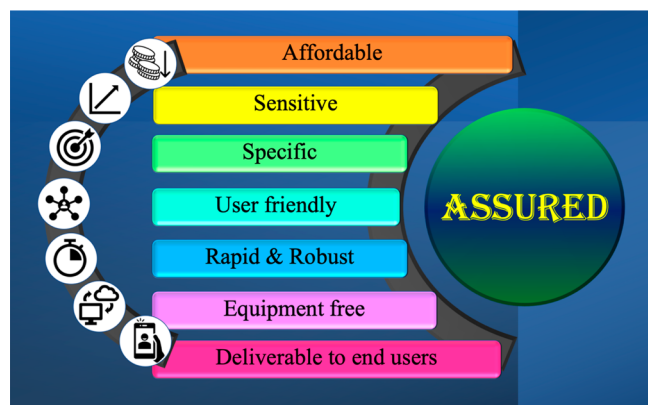 Affordable
Sensitive
Specific
User friendly
Rapid & Robust
Equipment free
Deliverable to end users
ASSURED